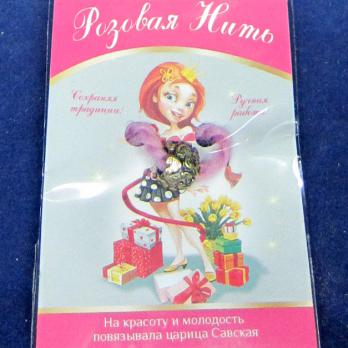 Розовая Нить
Сохраняя
традиции!
Ручная
работа
На красоту и молодость
повязывала царица Савская